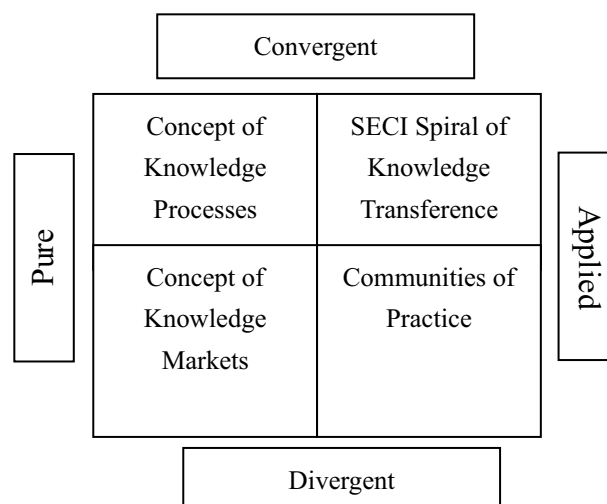 Convergent
Concept of
Knowledge
Processes
SECI Spiral of
Knowledge
Transference
Pure
Applied
Concept of
Knowledge
Markets
Communities of
Practice
Divergent